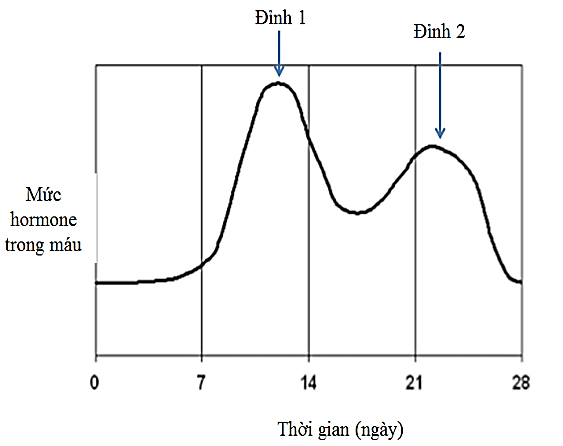 Đỉnh 1
Đỉnh 2
Mức
hormone
trong máu
0
7
14
21
28
Thời gian (ngày)